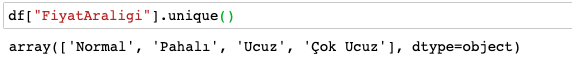 df["FiyatAraligi"].unique()
array(['Normal', 'Pahalı', 'Ucuz', 'Çok Ucuz'], dtype=object)